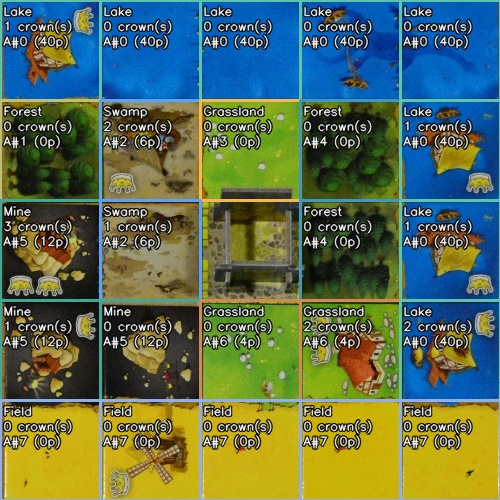 Lake
1 crown(s)
A#0 (40p)
Lake
0 crown(s)
A#0 (40p)
Lake
0 crown(s)
A#0 (40p)
Lake
0 crown(s)
A#0 (40p)
Lake
0 crown(s)
A#0 (40p)
Forest
0 crown(s)
A#1 (0p)
Swamp
2 crown(s)
A#2 (6p)
Grassland
0 crown(s)
A#3 (0p)
Forest
0 crown(s)
A#4 (0p)
Lake
1 crown(s)
A#0 (40p)
Mine
3 crown(s)
A#5 (12p)
Swamp
1 crown(s)
A#2 (6p)
Forest
0 crown(s)
A#4 (0p)
Lake
1 crown(s)
A#0 (40p)
Mine
1 crown(s)
A#5 (12p)
Mine
0 crown(s)
A#5 (12p)
Grassland
0 crown(s)
A#6 (4p)
Grassland
2 crown(s)
A#6 (4p)
Lake
2 crown(s)
A#0 (40p)
Field
0 crown(s)
A#7 (0p)
Field
0 crown(s)
A#7 (0p)
Field
0 crown(s)
A#7 (0p)
Field
0 crown(s)
A#7 (0p)
Field
0 crown(s)
A#7 (0p)